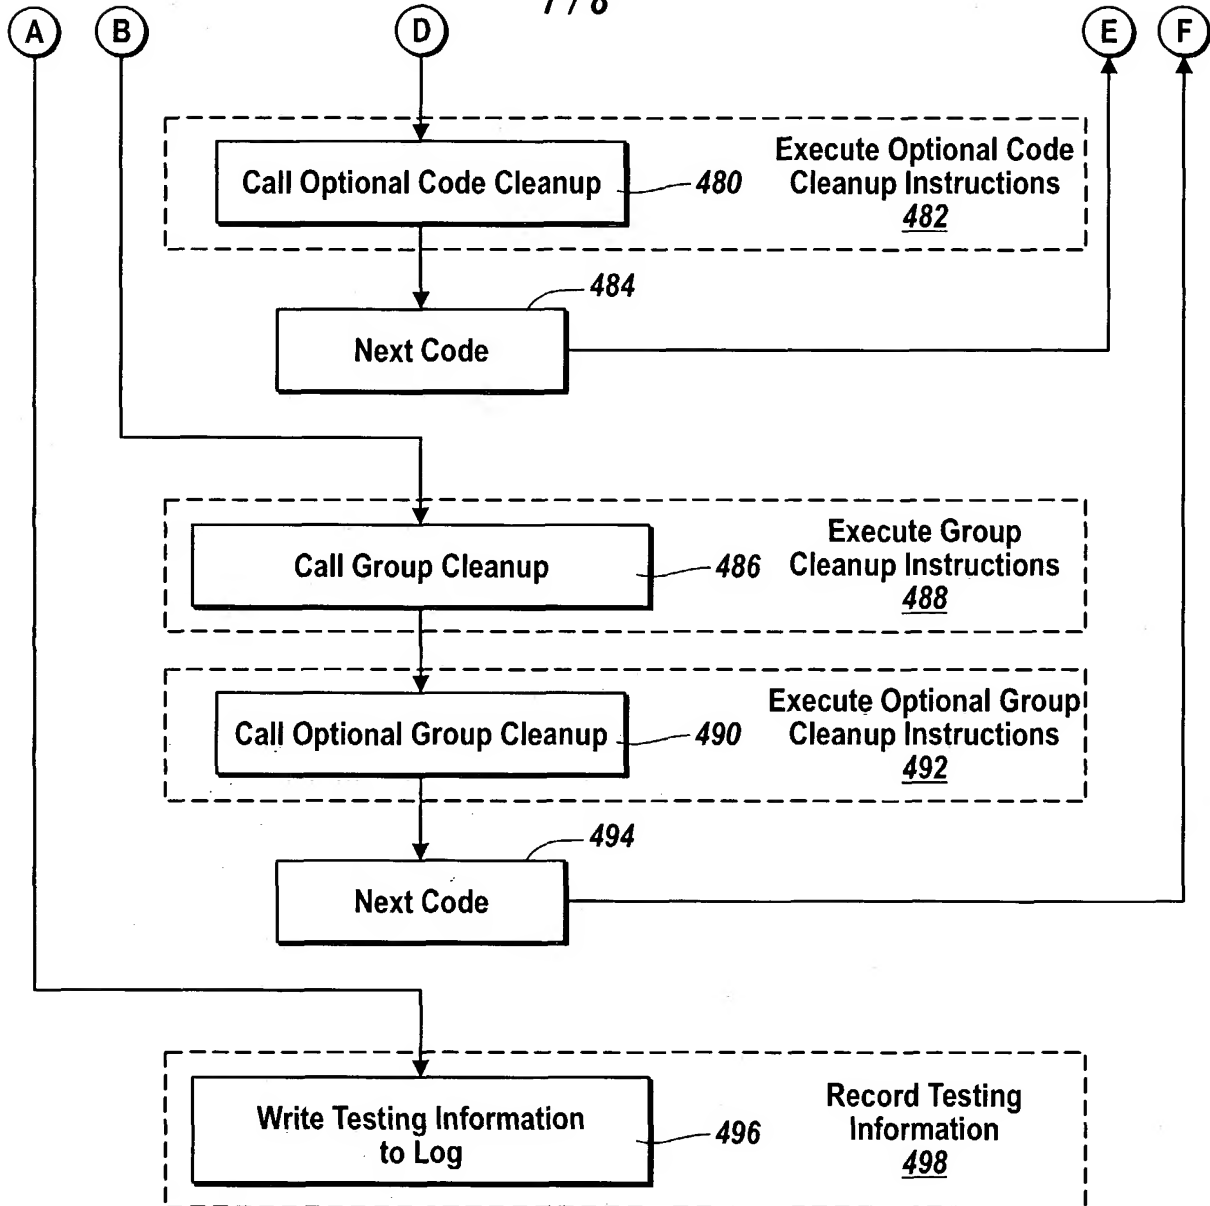 7 / 8
A B D E F
Call Optional Code Cleanup
480
Execute Optional Code
Cleanup Instructions
482
484
Next Code
Call Group Cleanup
486
Execute Group
Cleanup Instructions
488
Call Optional Group Cleanup
490
Execute Optional Group
Cleanup Instructions
492
494
Next Code
Write Testing Information
to Log
496
Record Testing
Information
498